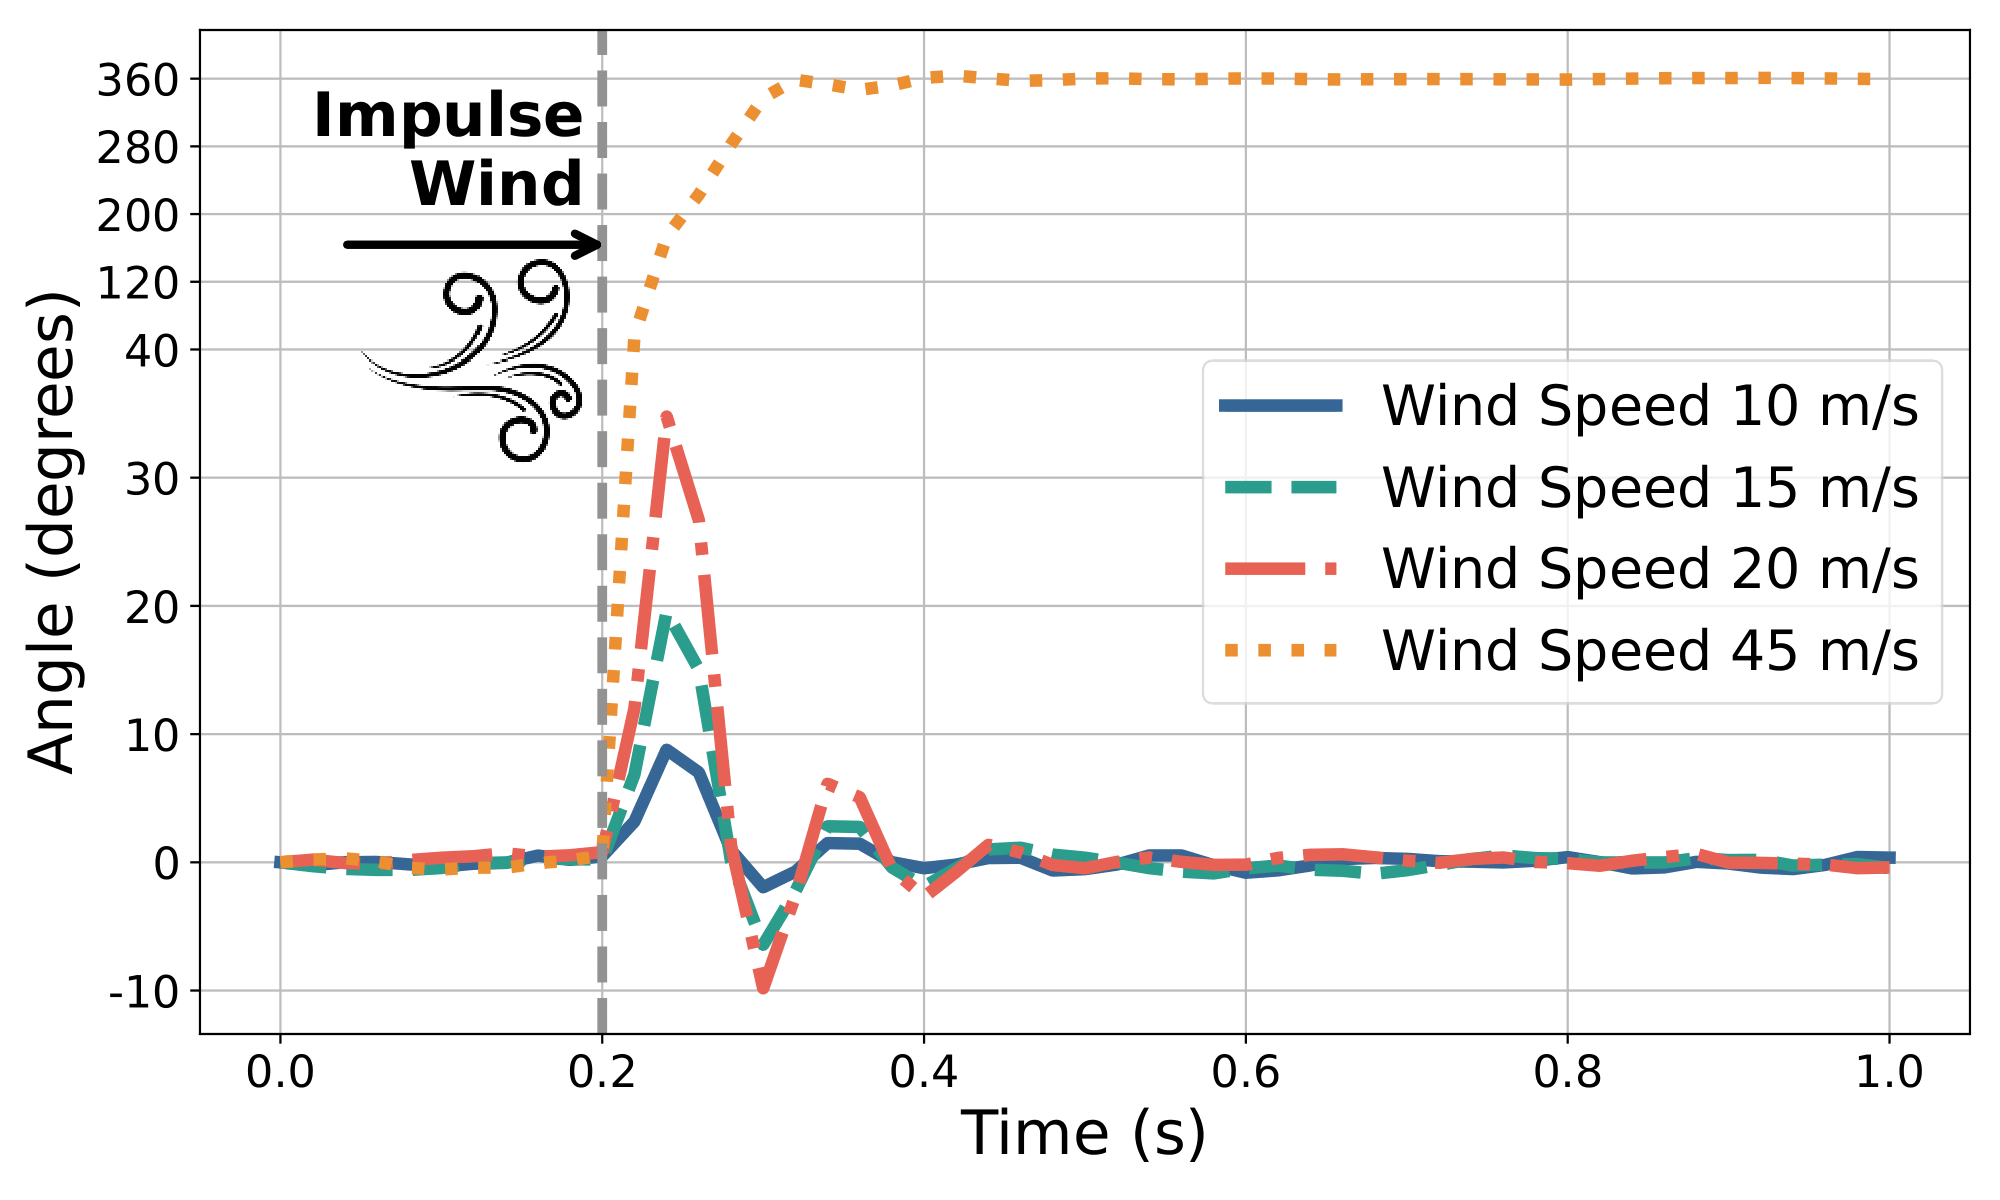 Impulse
Wind
Angle (degrees)
360
280
200
120
40
30
20
10
0
-10
Wind Speed 10 m/s
Wind Speed 15 m/s
Wind Speed 20 m/s
Wind Speed 45 m/s
0.0
0.2
0.4
0.6
0.8
1.0
Time (s)